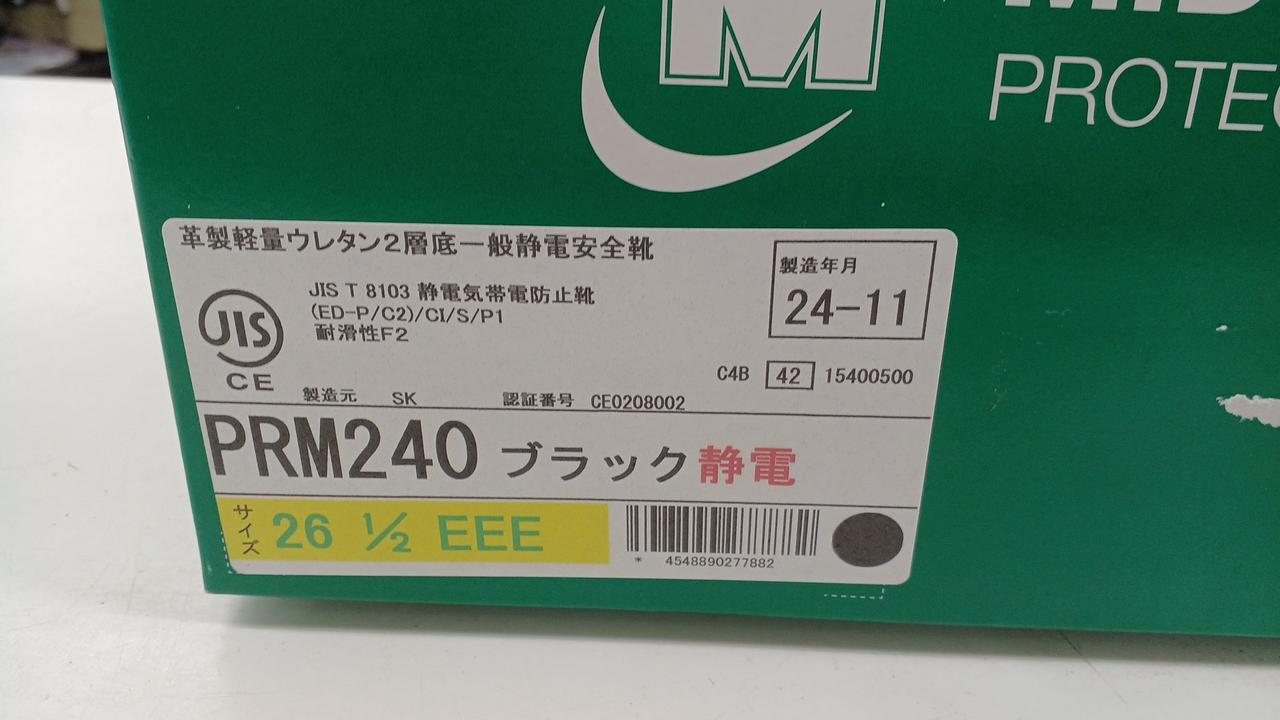 M
PROTEC
革製軽量ウレタン2層底一般静電安全靴
製造年月
24-11
JIS T 8103 静電気帯電防止靴
(ED-P/C2)/CI/S/P1
耐滑性F2
JIS
CE
C4B 42 15400500
製造元 SK 認証番号 CE0208002
PRM240 ブラック静電
サイズ 26 1/2 EEE
* 4548890277882